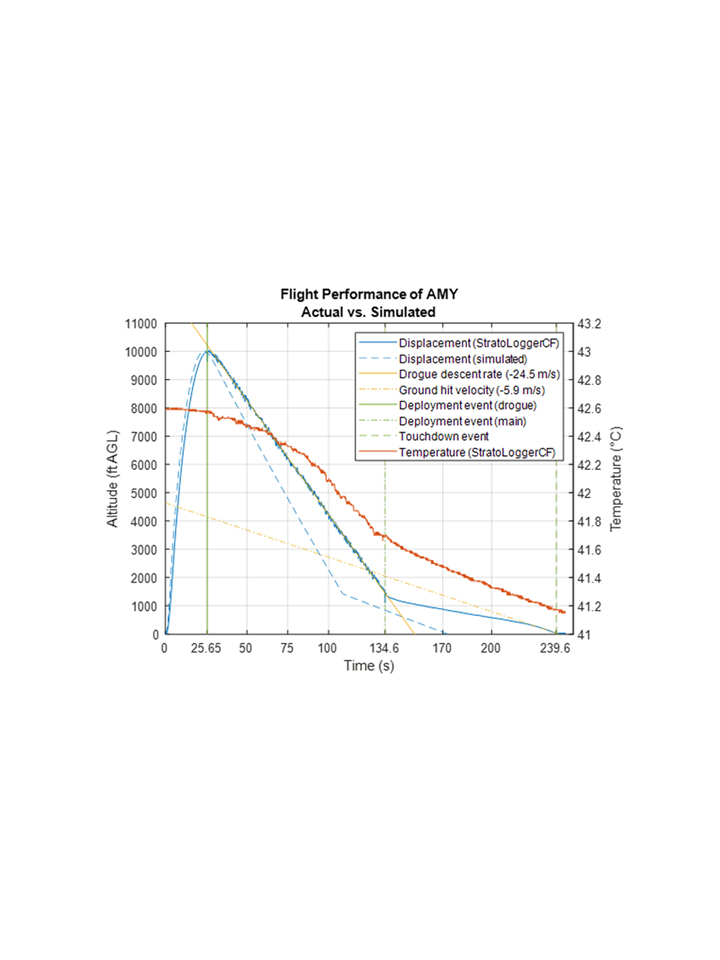 Flight Performance of AMY
Actual vs. Simulated
11000
10000
9000
8000
7000
6000
5000
4000
3000
2000
1000
0
Altitude (ft AGL)
43.2
43
42.8
42.6
42.4
42.2
42
41.8
41.6
41.4
41.2
41
Temperature (°C)
Displacement (StratoLoggerCF)
Displacement (simulated)
Drogue descent rate (-24.5 m/s)
Ground hit velocity (-5.9 m/s)
Deployment event (drogue)
Deployment event (main)
Touchdown event
Temperature (StratoLoggerCF)
0 25.65 50 75 100 134.6 170 200 239.6
Time (s)